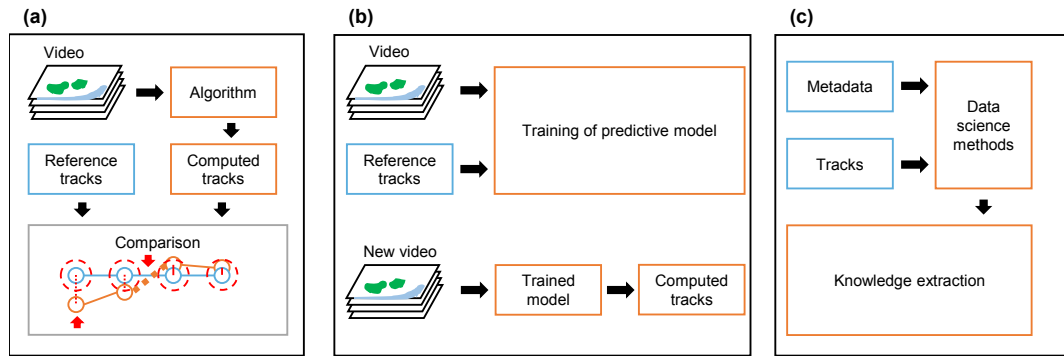 (a)
Video
Algorithm
Reference
tracks
Computed
tracks
Comparison
(b)
Video
Training of predictive model
Reference
tracks
New video
Trained
model
Computed
tracks
(c)
Metadata
Data
science
methods
Tracks
Knowledge extraction